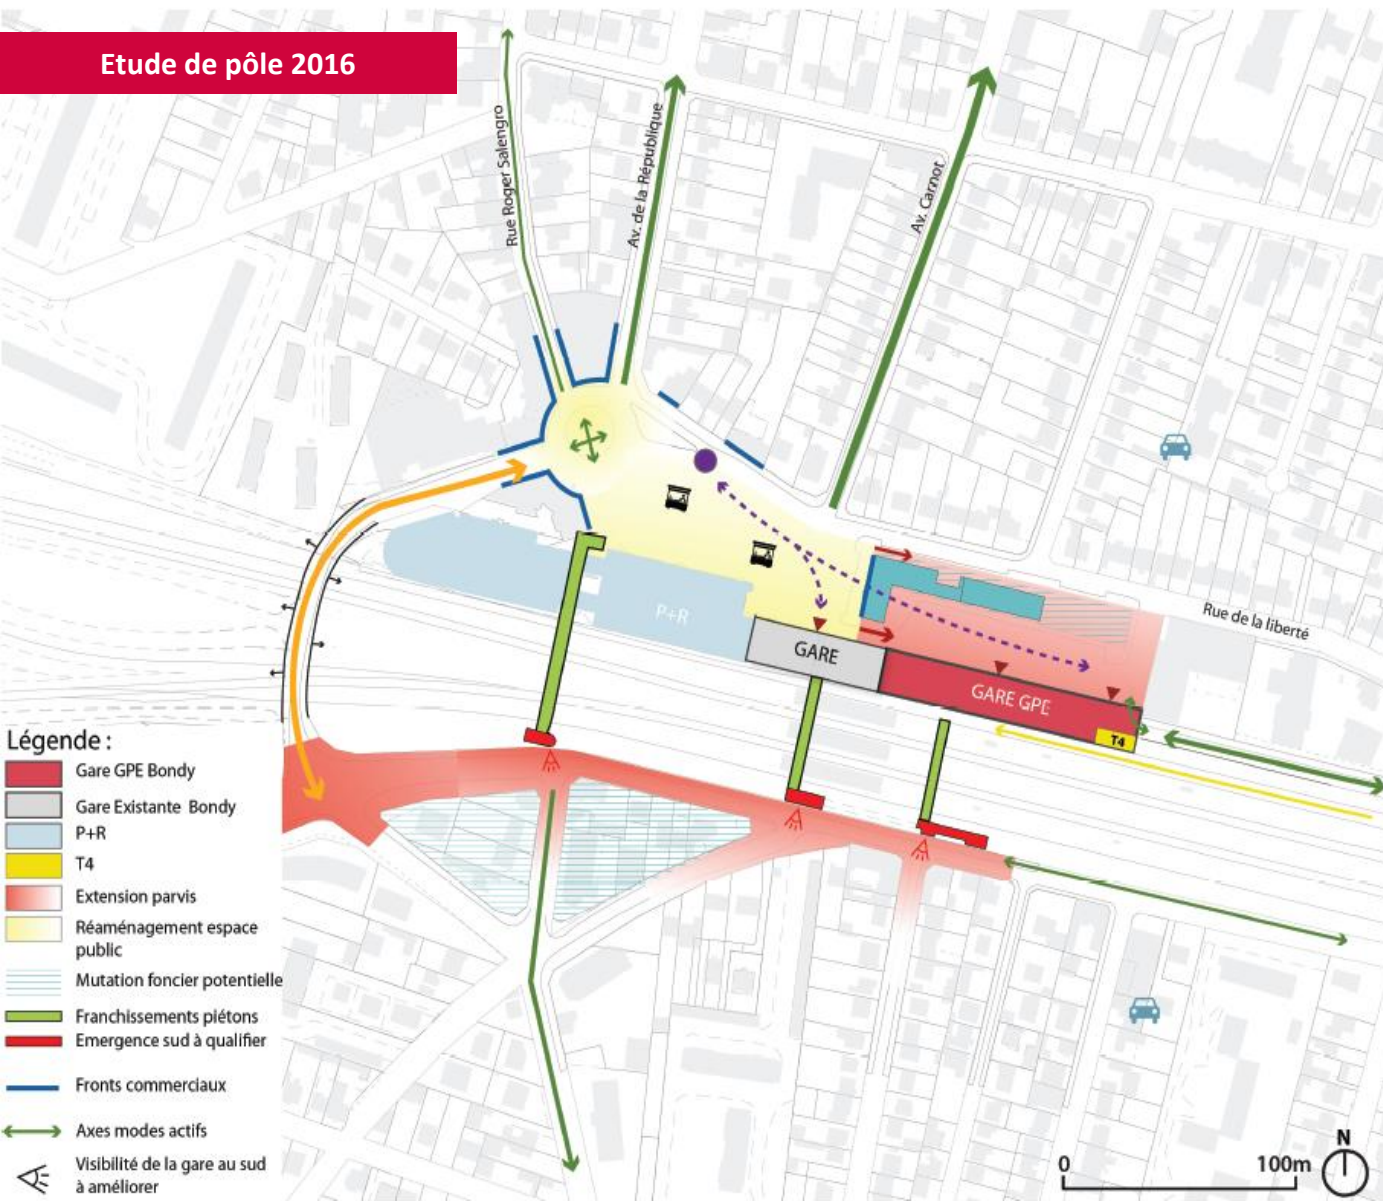 Etude de pôle 2016
Rue Roger Salengro
Av. de la République
Av. Carnot
Rue de la liberté
P+R
GARE
GARE GPE
T4
Légende :
Gare GPE Bondy
Gare Existante Bondy
P+R
T4
Extension parvis
Réaménagement espace
public
Mutation foncier potentielle
Franchissements piétons
Emergence sud à qualifier
Fronts commerciaux
Axes modes actifs
Visibilité de la gare au sud
à améliorer
0
100m
N